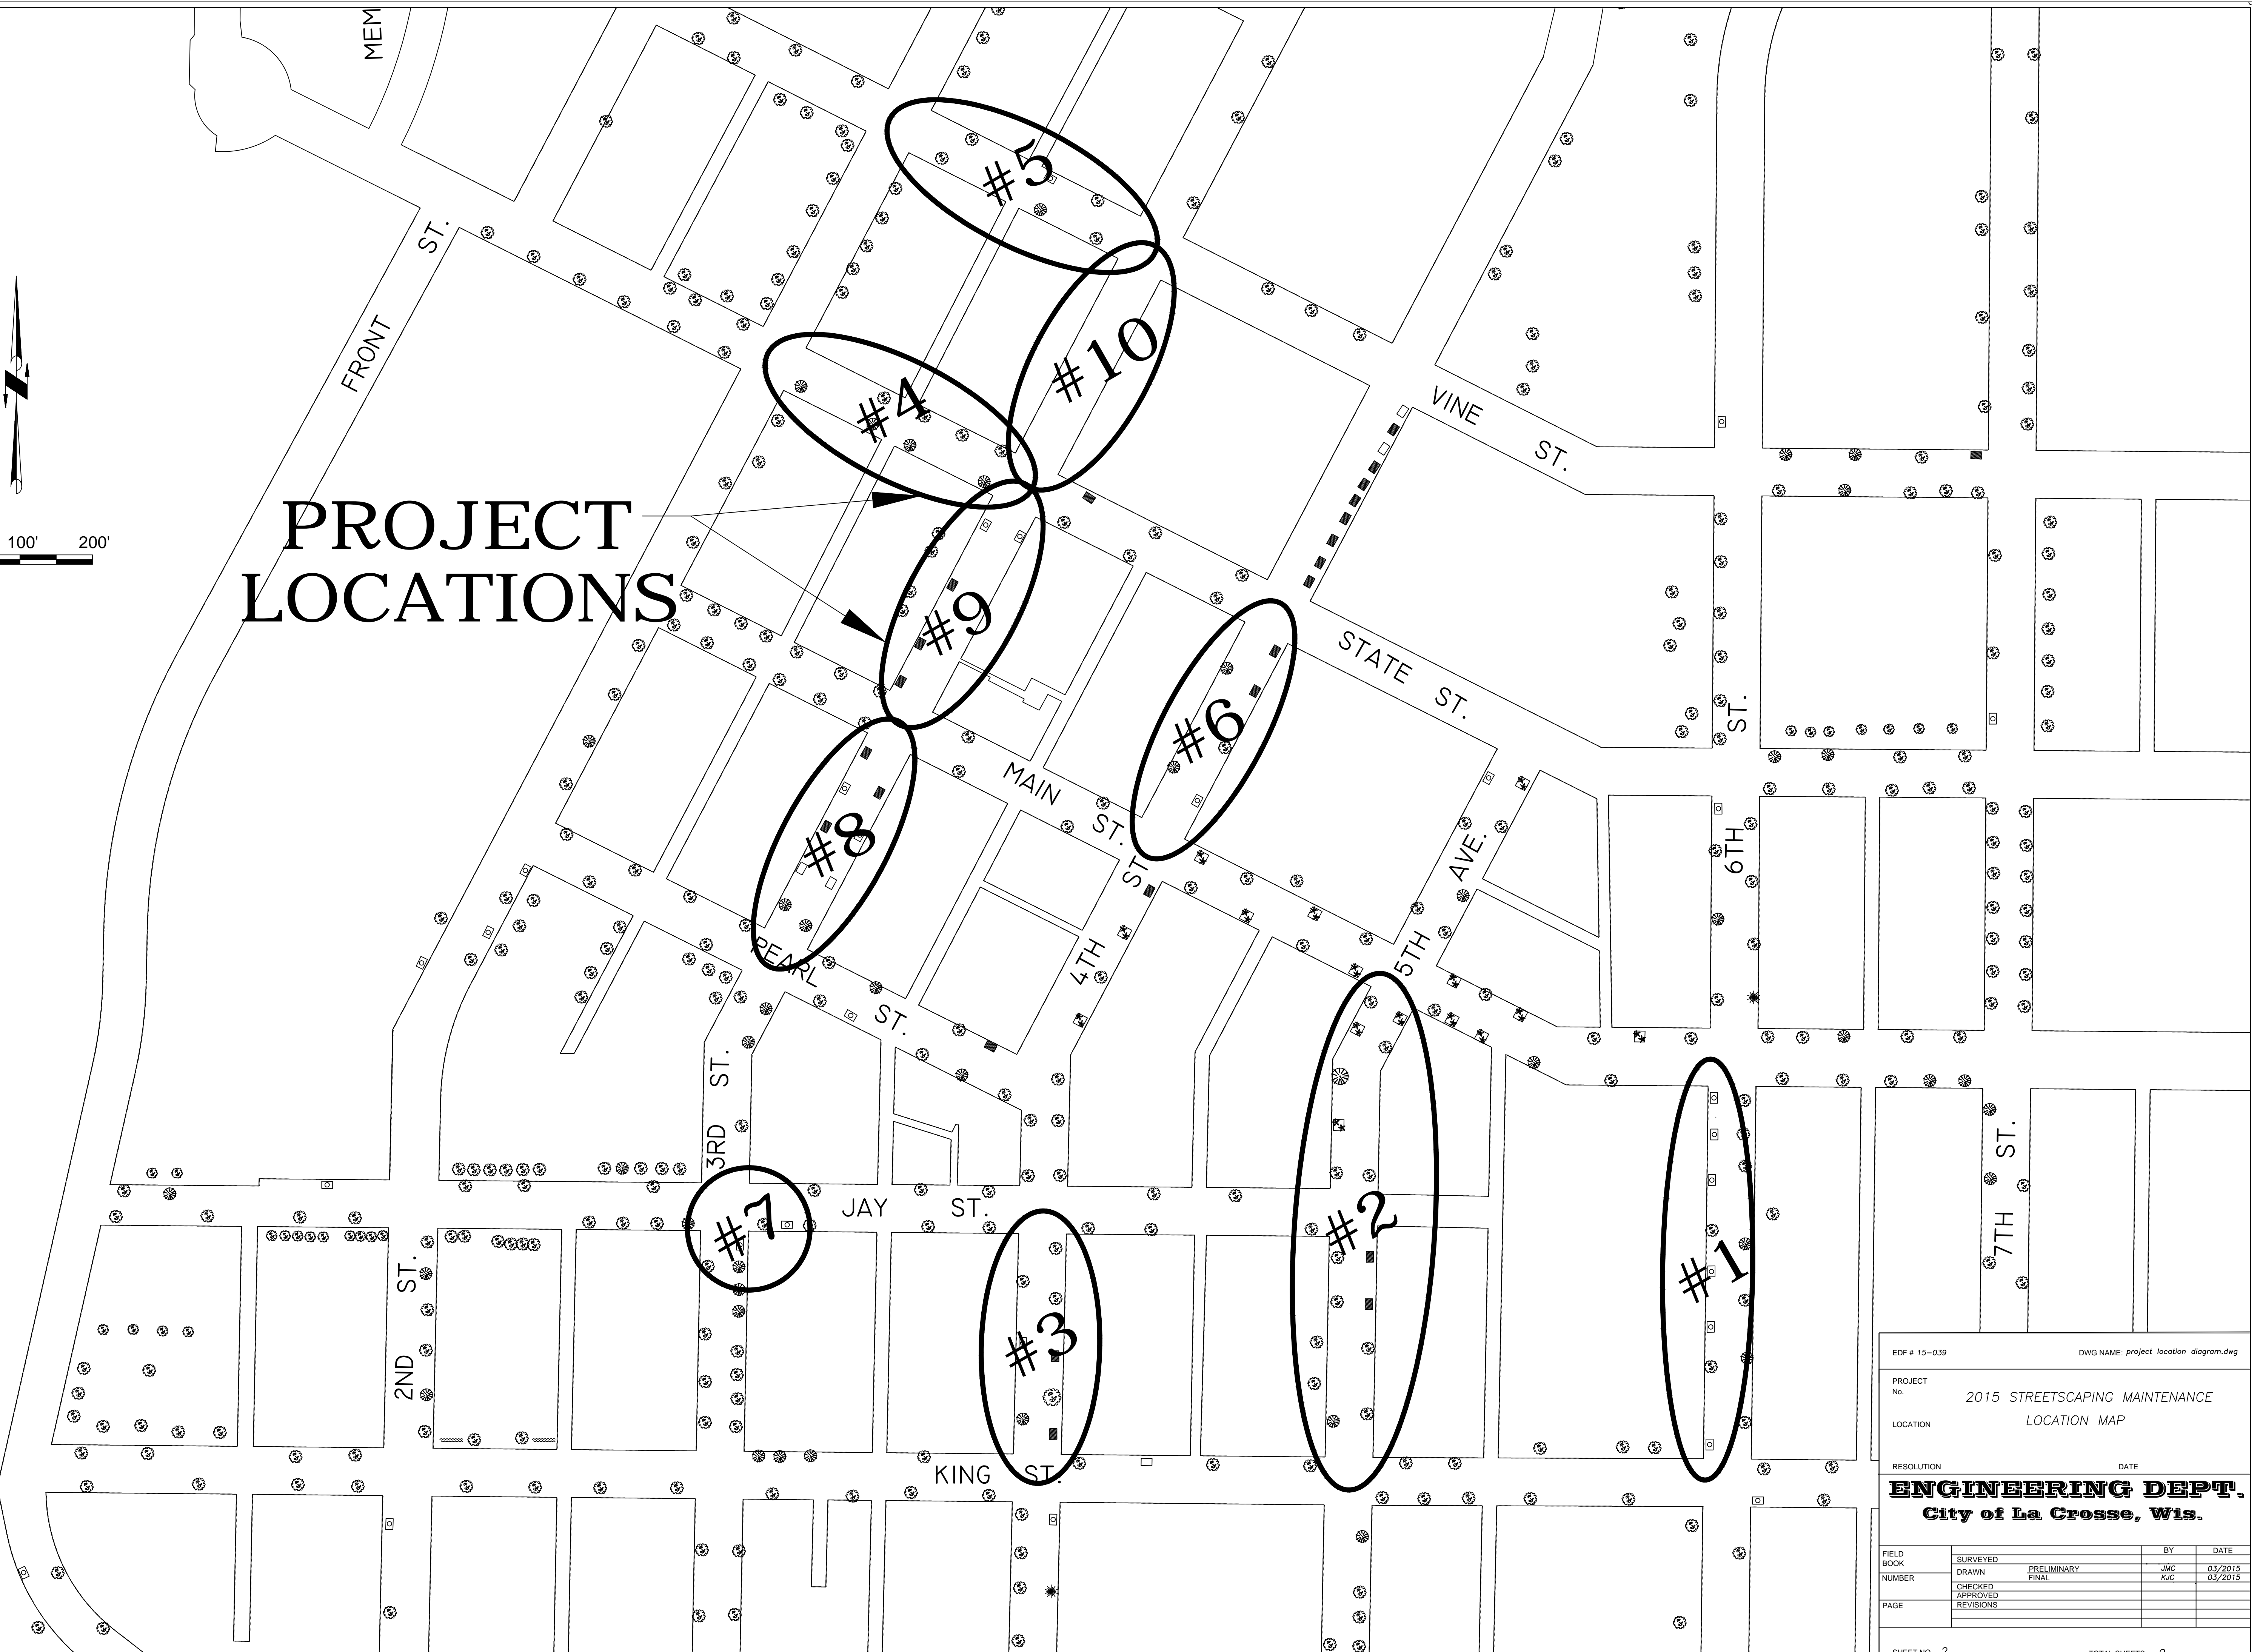 MEM
#5
ST.
FRONT
#10
#4
VINE ST.
100' 200'
PROJECT
LOCATIONS
#9
STATE ST.
#6
ST.
MAIN ST.
#8
6TH
AVE.
ST
4TH
5TH
PEARL ST.
3RD ST.
JAY ST.
#7
#2
#1
7TH ST.
#3
2ND ST.
KING ST.
EDF # 15-039 DWG NAME: project location diagram.dwg
PROJECT
No.
2015 STREETSCAPING MAINTENANCE
LOCATION LOCATION MAP
RESOLUTION DATE
ENGINEERING DEPT.
City of La Crosse, Wis.
FIELD
BOOK
NUMBER
PAGE
BY DATE
SURVEYED
DRAWN PRELIMINARY JMC 03/2015
FINAL KJC 03/2015
CHECKED
APPROVED
REVISIONS